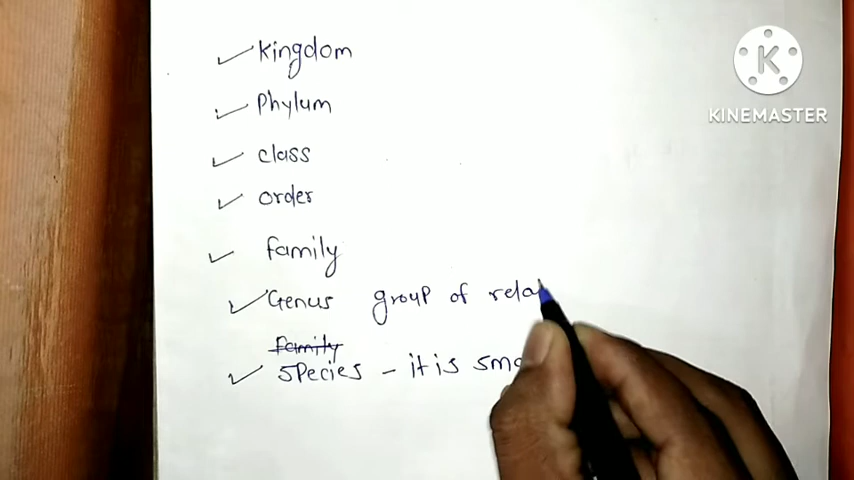 Kingdom
Phylum
class
order
family
Genus group of rela
family
species - it is sma
K
KINEMASTER